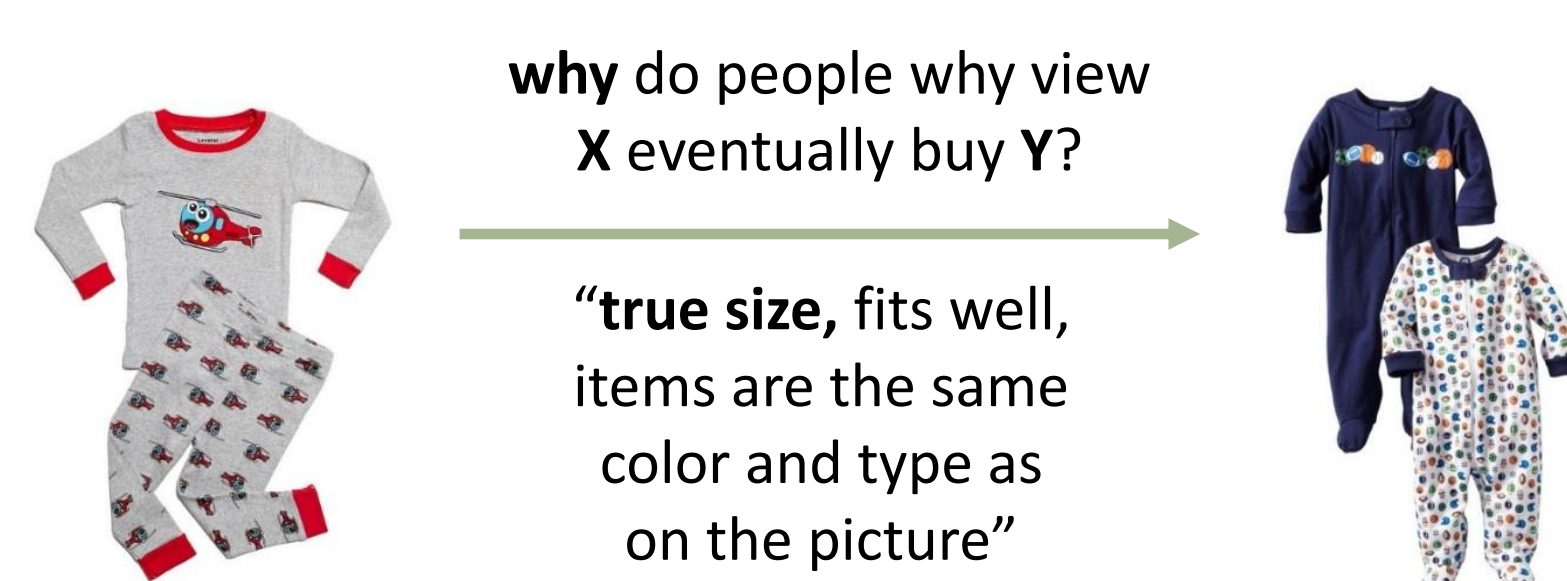 why do people why view
X eventually buy Y?
“true size, fits well,
items are the same
color and type as
on the picture”